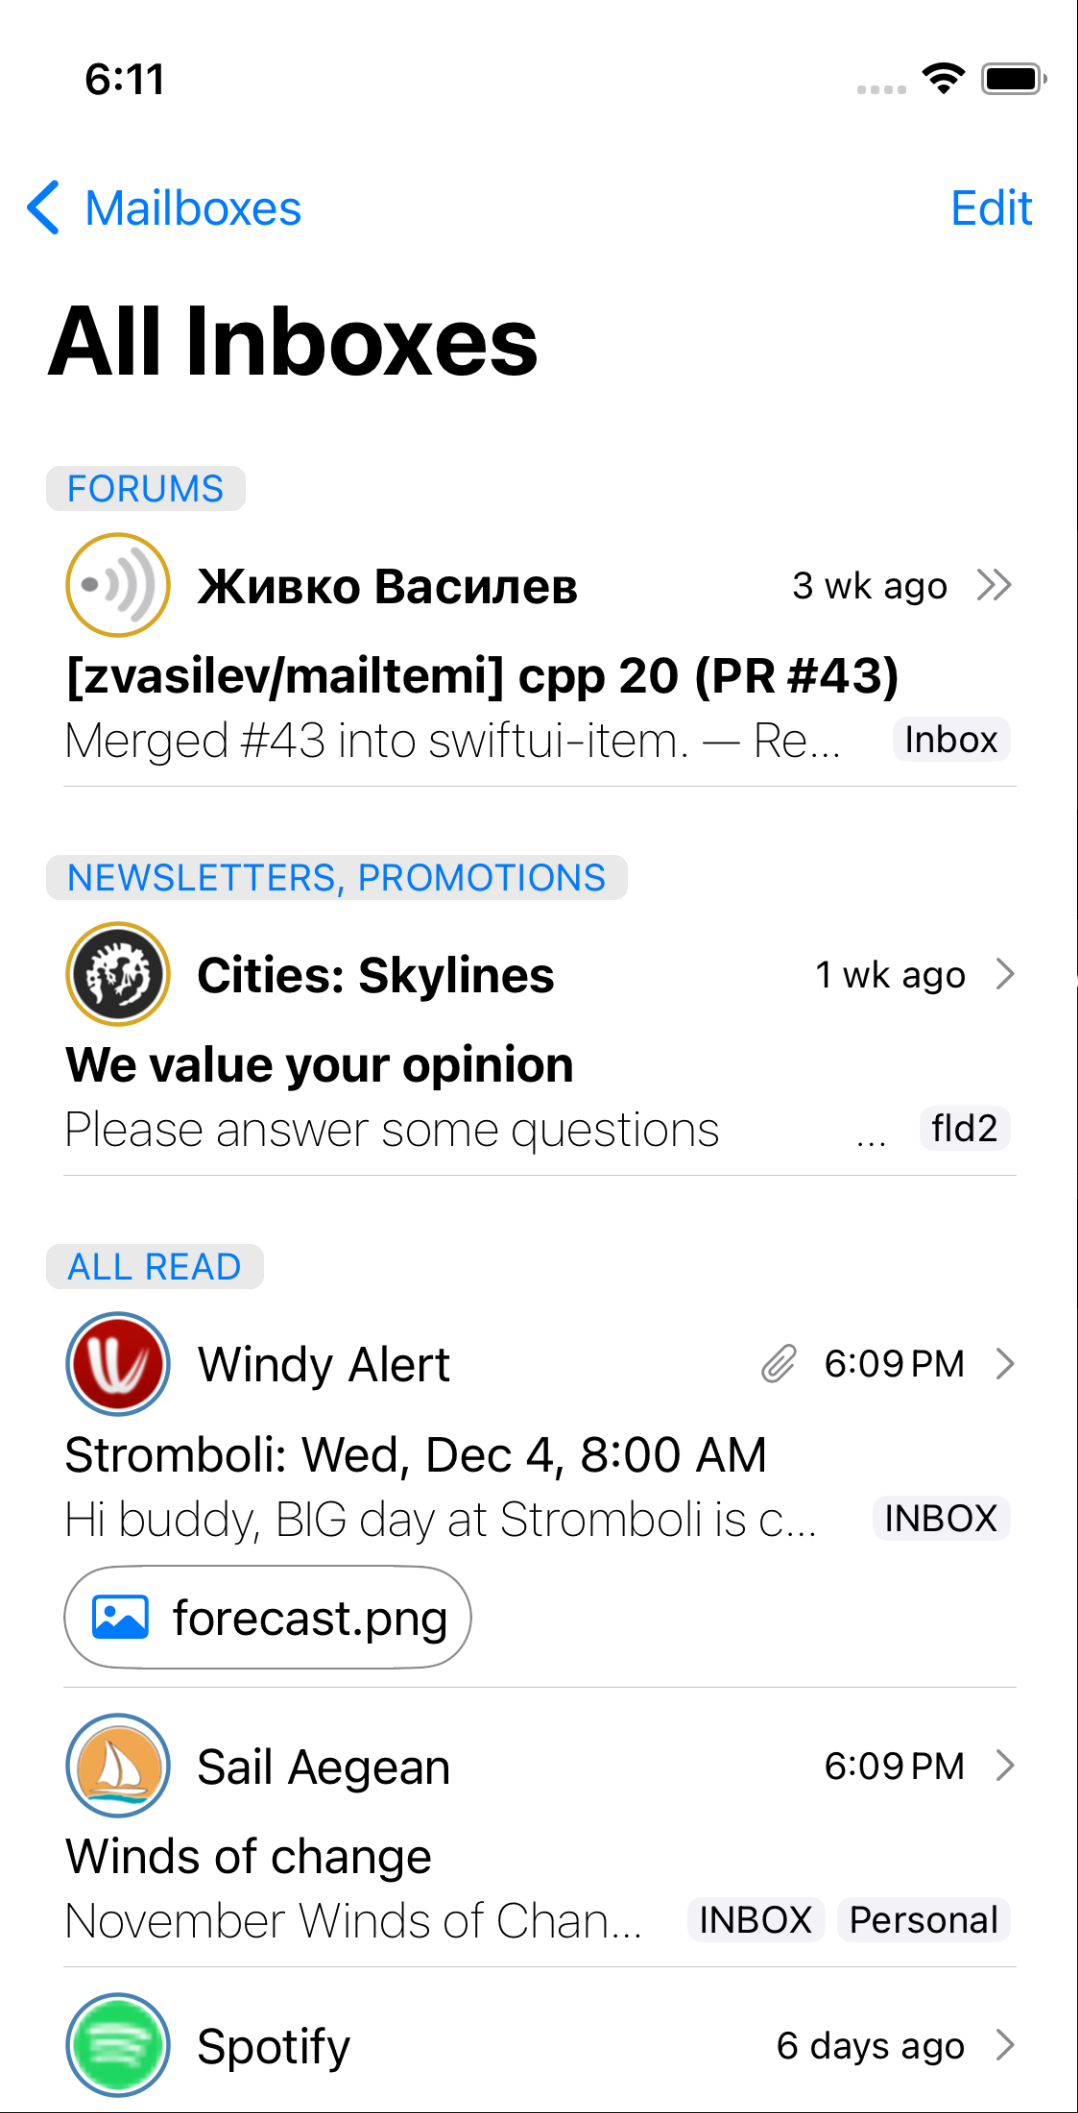 6:11
Mailboxes
Edit
All Inboxes
FORUMS
Живко Василев
3 wk ago
[zvasilev/mailtemi] cpp 20 (PR #43)
Merged #43 into swiftui-item. — Re...
Inbox
NEWSLETTERS, PROMOTIONS
Cities: Skylines
1 wk ago
We value your opinion
Please answer some questions ...
fld2
ALL READ
Windy Alert
6:09 PM
Stromboli: Wed, Dec 4, 8:00 AM
Hi buddy, BIG day at Stromboli is c...
INBOX
forecast.png
Sail Aegean
6:09 PM
Winds of change
November Winds of Chan...
INBOX
Personal
Spotify
6 days ago